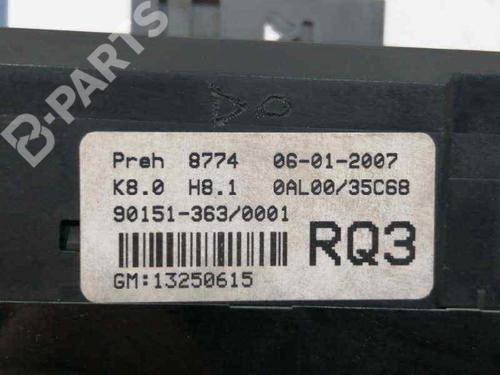 B-PARTS
Preh 8774 06-01-2007
K8.0 H8.1 0AL00/35C68
90151-363/0001
RQ3
GM:13250615